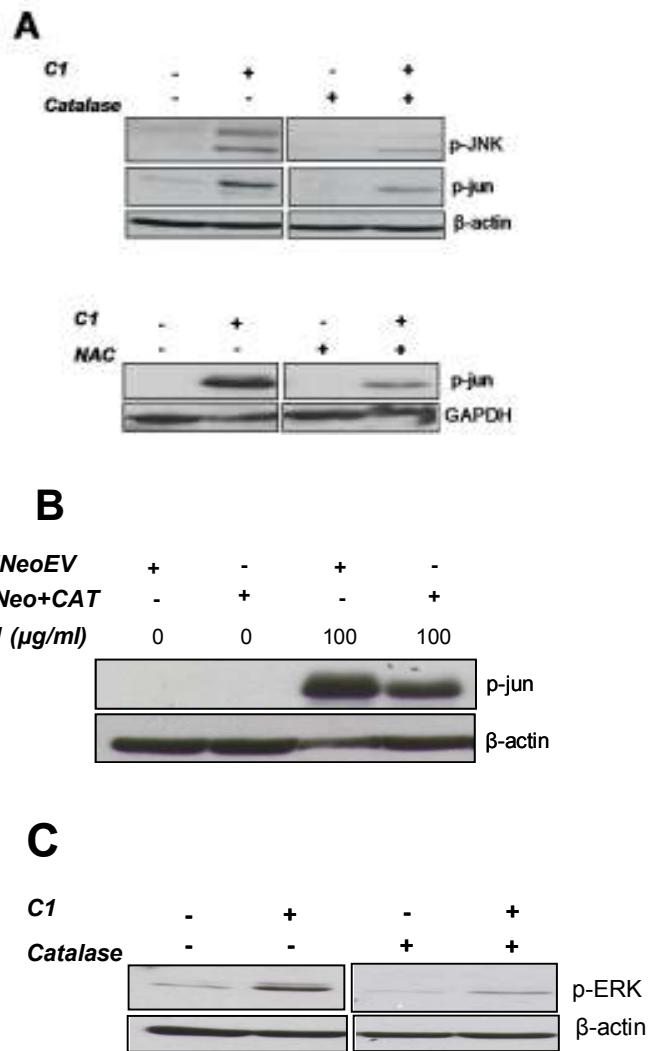 A
C1 - + - +
Catalase - - + +
p-JNK
p-jun
β-actin
C1 - + - +
NAC - - + +
p-jun
GAPDH
B
NeoEV + - + -
Neo+CAT - + - +
(µg/ml) 0 0 100 100
p-jun
β-actin
C
C1 - + - +
Catalase - - + +
p-ERK
β-actin